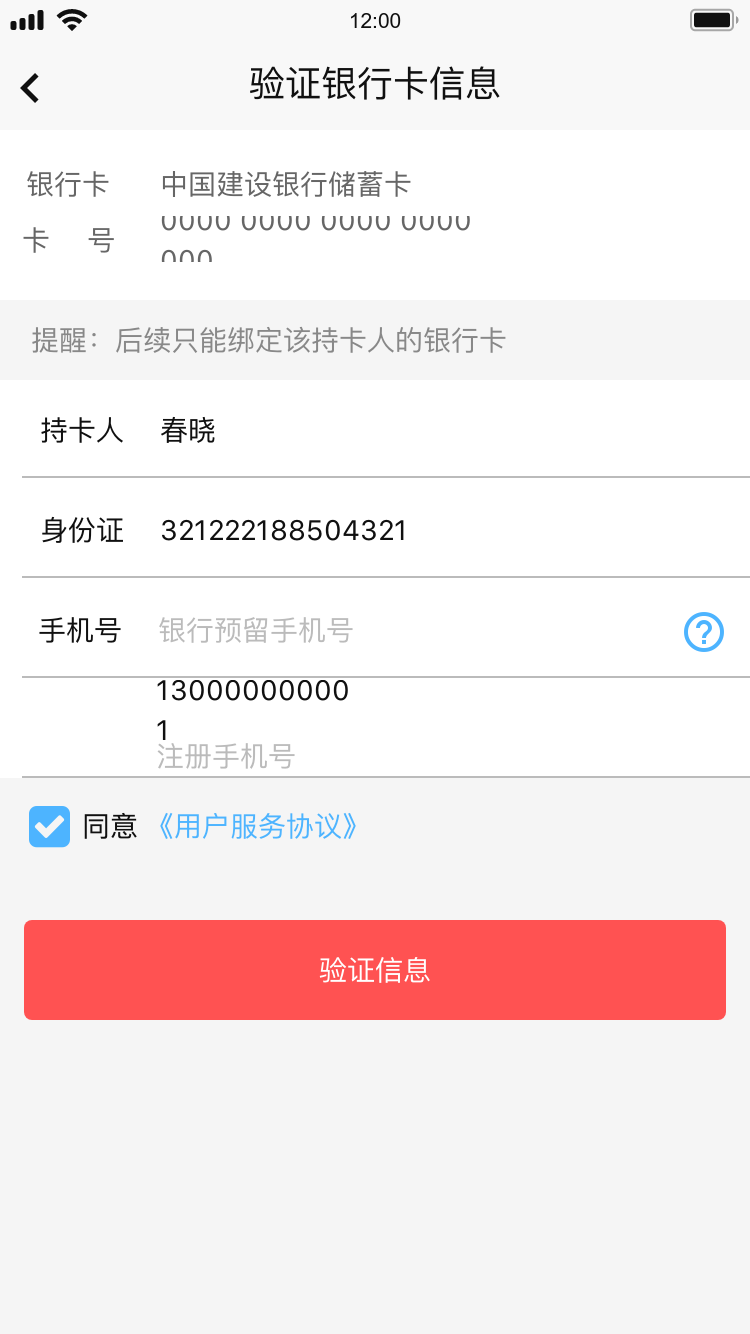 12:00
验证银行卡信息
银行卡 中国建设银行储蓄卡
卡 号 0000 0000 0000 0000
000
提醒：后续只能绑定该持卡人的银行卡
持卡人 春晓
身份证 321222188504321
手机号 银行预留手机号
13000000000
1
注册手机号
同意 《用户服务协议》
验证信息